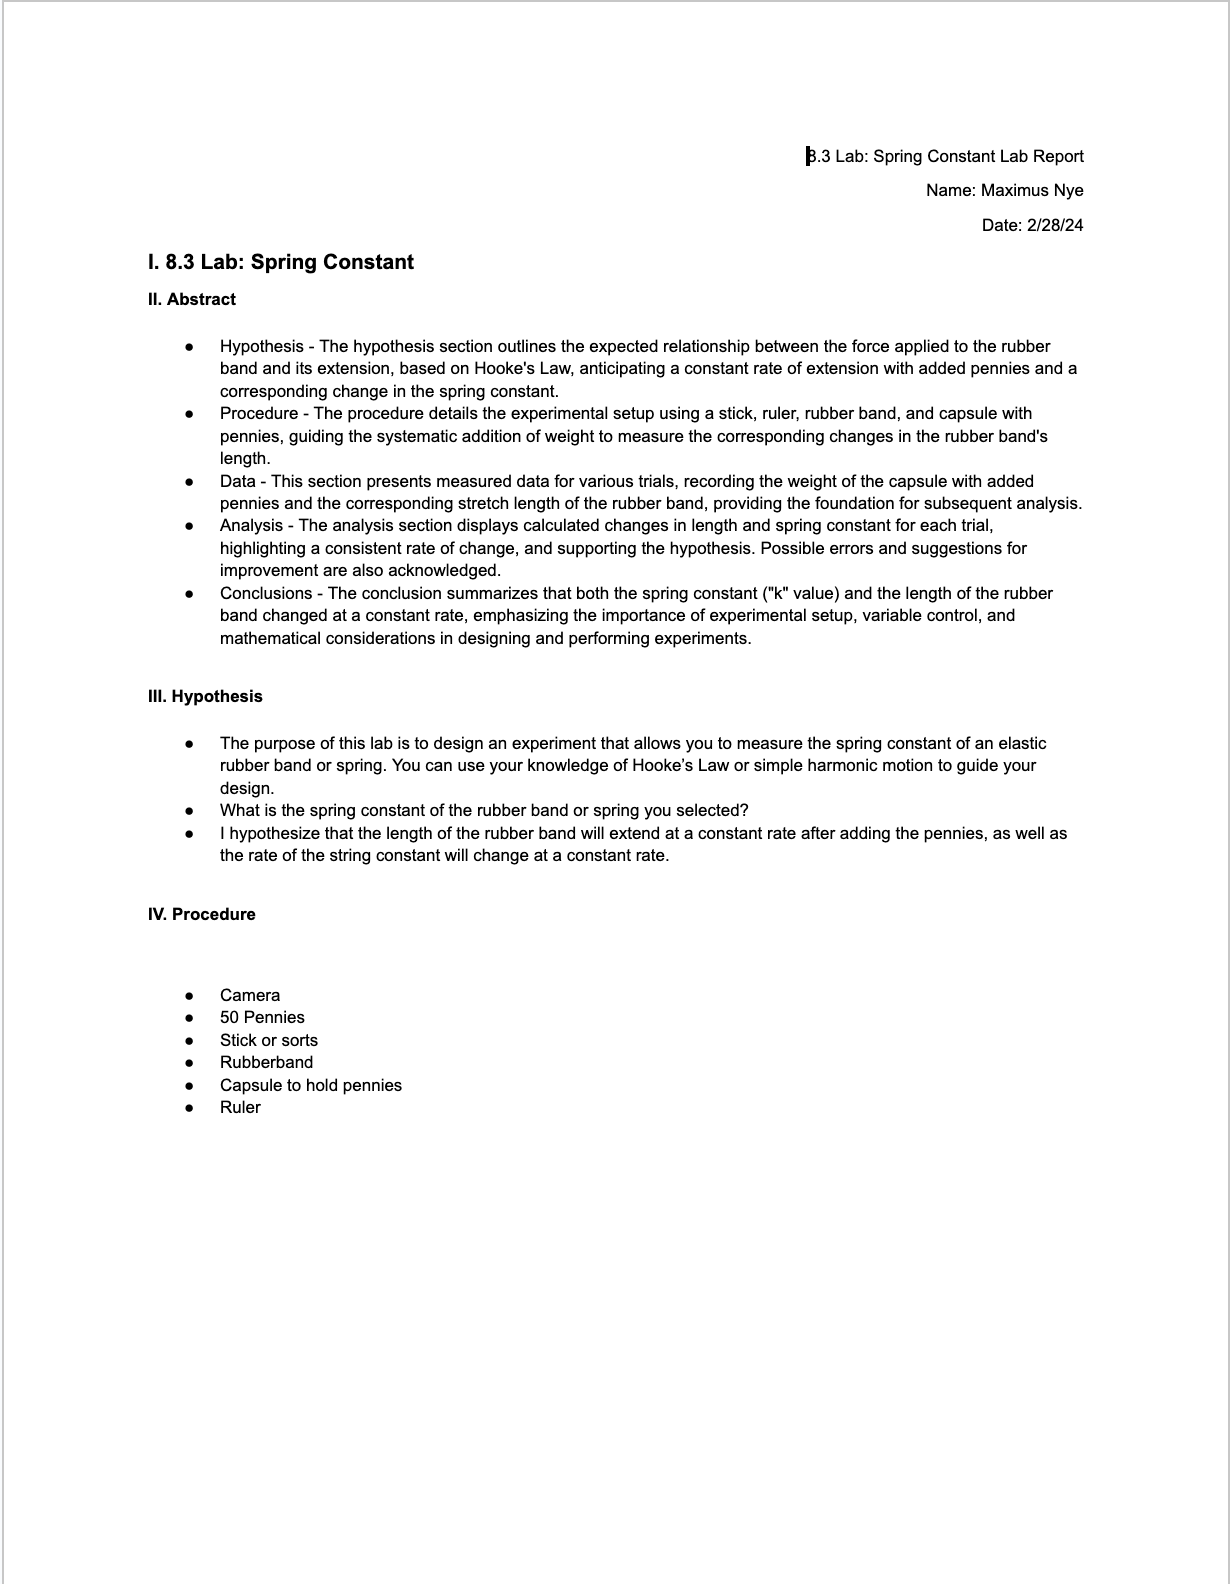 8.3 Lab: Spring Constant Lab Report
Name: Maximus Nye
Date: 2/28/24
I. 8.3 Lab: Spring Constant
II. Abstract
● Hypothesis - The hypothesis section outlines the expected relationship between the force applied to the rubber
band and its extension, based on Hooke's Law, anticipating a constant rate of extension with added pennies and a
corresponding change in the spring constant.
● Procedure - The procedure details the experimental setup using a stick, ruler, rubber band, and capsule with
pennies, guiding the systematic addition of weight to measure the corresponding changes in the rubber band's
length.
● Data - This section presents measured data for various trials, recording the weight of the capsule with added
pennies and the corresponding stretch length of the rubber band, providing the foundation for subsequent analysis.
● Analysis - The analysis section displays calculated changes in length and spring constant for each trial,
highlighting a consistent rate of change, and supporting the hypothesis. Possible errors and suggestions for
improvement are also acknowledged.
● Conclusions - The conclusion summarizes that both the spring constant ("k" value) and the length of the rubber
band changed at a constant rate, emphasizing the importance of experimental setup, variable control, and
mathematical considerations in designing and performing experiments.
III. Hypothesis
● The purpose of this lab is to design an experiment that allows you to measure the spring constant of an elastic
rubber band or spring. You can use your knowledge of Hooke’s Law or simple harmonic motion to guide your
design.
● What is the spring constant of the rubber band or spring you selected?
● I hypothesize that the length of the rubber band will extend at a constant rate after adding the pennies, as well as
the rate of the string constant will change at a constant rate.
IV. Procedure
● Camera
● 50 Pennies
● Stick or sorts
● Rubberband
● Capsule to hold pennies
● Ruler